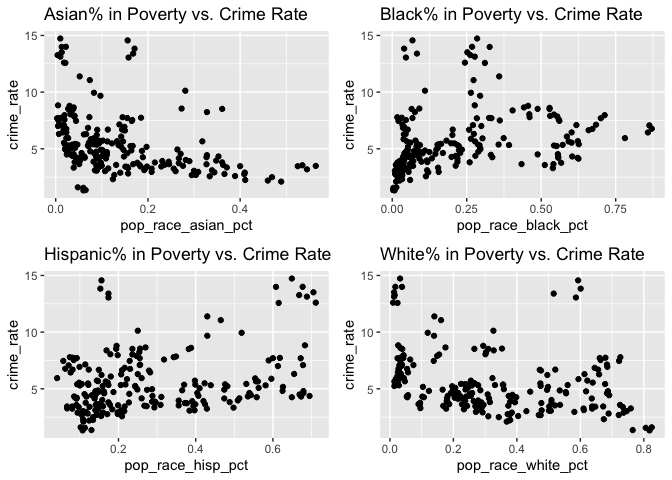 Asian% in Poverty vs. Crime Rate
15
10
5
crime_rate
0.0 0.2 0.4
pop_race_asian_pct
Black% in Poverty vs. Crime Rate
15
10
5
crime_rate
0.00 0.25 0.50 0.75
pop_race_black_pct
Hispanic% in Poverty vs. Crime Rate
15
10
5
crime_rate
0.2 0.4 0.6
pop_race_hisp_pct
White% in Poverty vs. Crime Rate
15
10
5
crime_rate
0.0 0.2 0.4 0.6 0.8
pop_race_white_pct